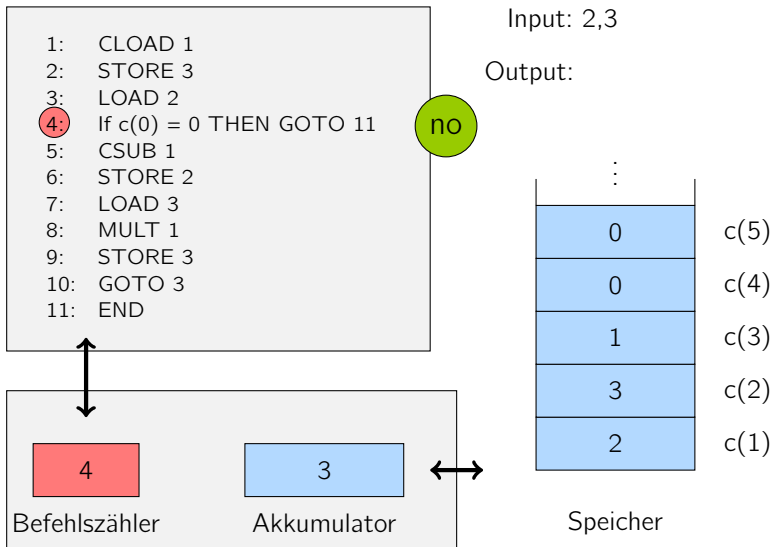 1: CLOAD 1
2: STORE 3
3: LOAD 2
4: If c(0) = 0 THEN GOTO 11
5: CSUB 1
6: STORE 2
7: LOAD 3
8: MULT 1
9: STORE 3
10: GOTO 3
11: END
no
Input: 2,3
Output:
⋮
0 c(5)
0 c(4)
1 c(3)
3 c(2)
2 c(1)
Speicher
4
Befehlszähler
3
Akkumulator